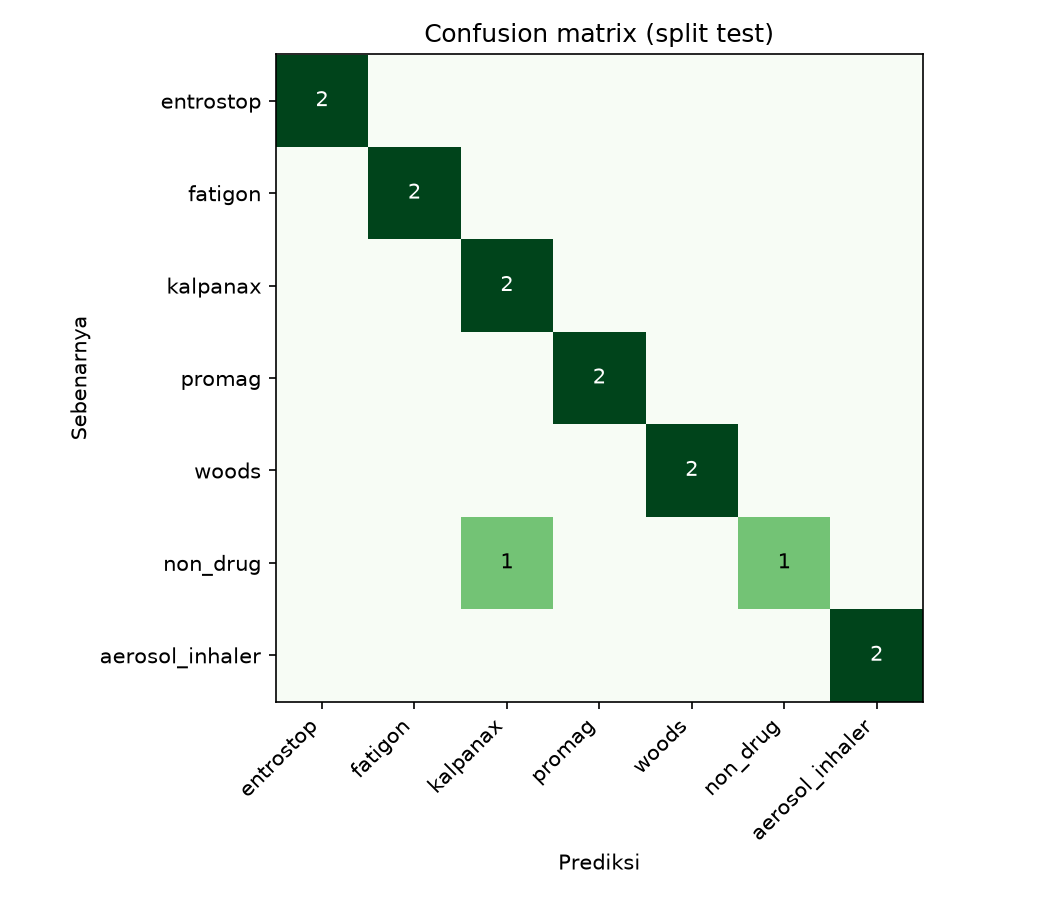 Confusion matrix (split test)
Sebenarnya
entrostop
2
fatigon
2
kalpanax
2
promag
2
woods
2
non_drug
1
1
aerosol_inhaler
2
entrostop
fatigon
kalpanax
promag
woods
non_drug
aerosol_inhaler
Prediksi